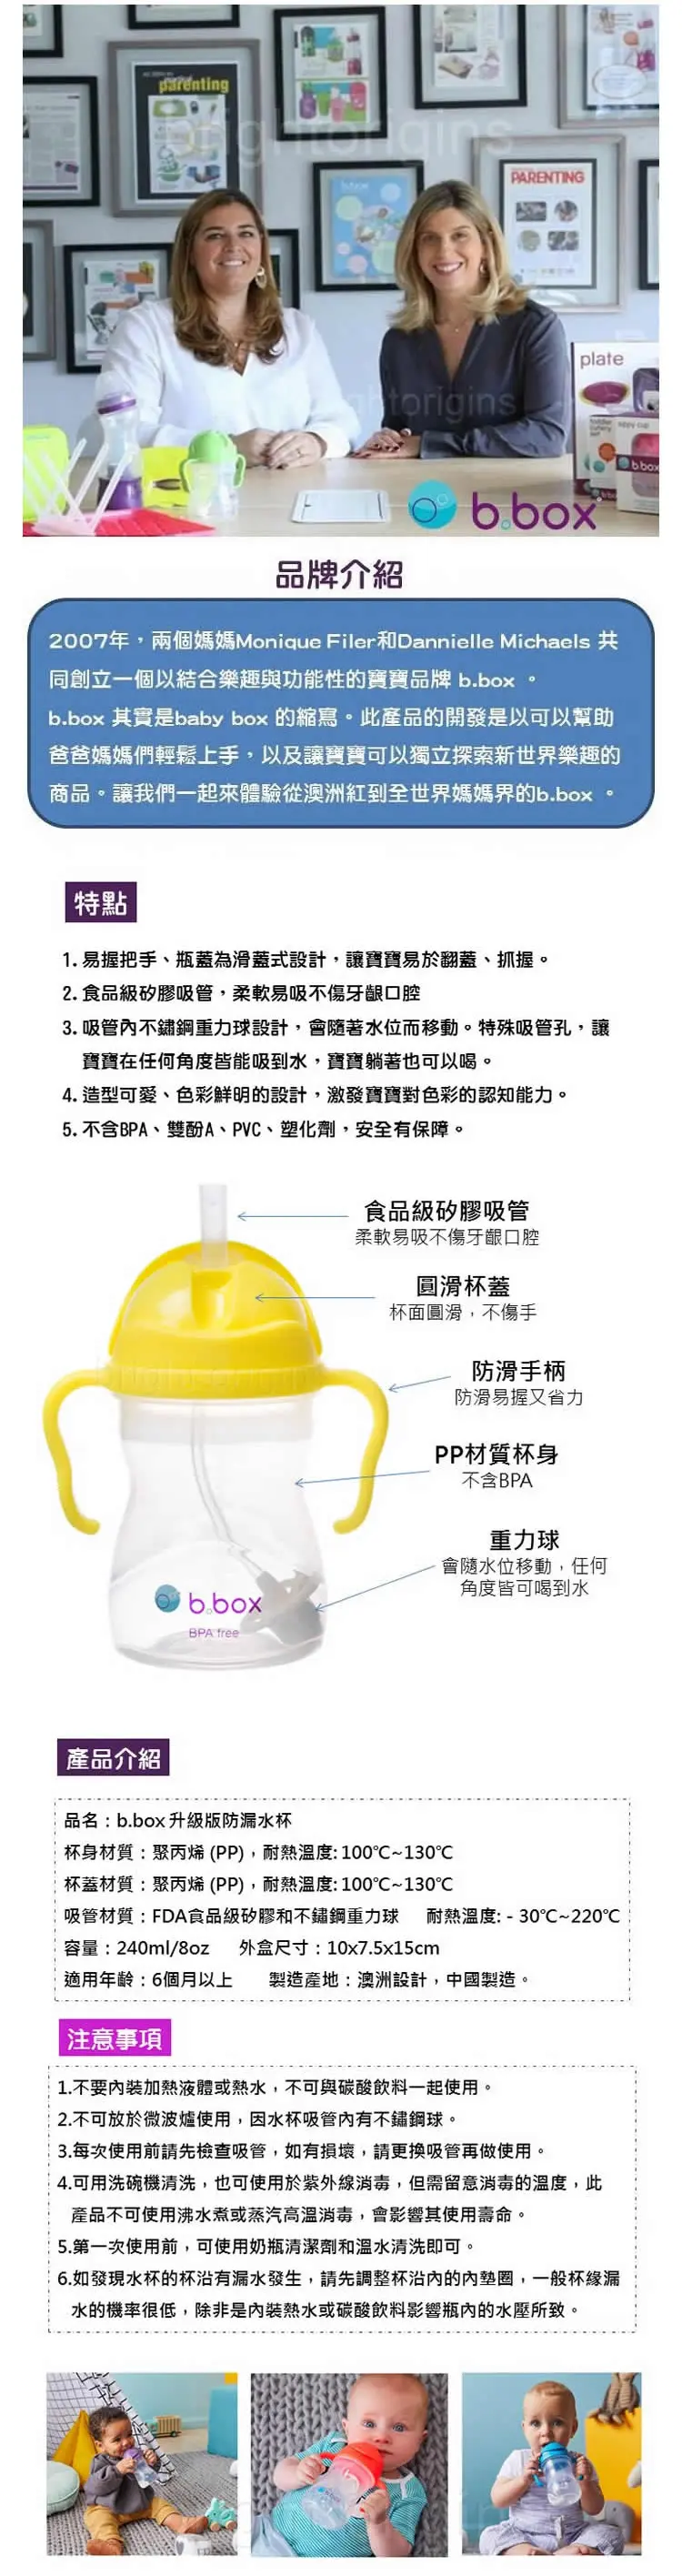 parenting
brightorigins
b.box
PARENTING
plate
toddler
cutlery
set
sippy cup
b.box
brightorigins
b.box
品牌介紹
2007年，兩個媽媽Monique Filer和Dannielle Michaels 共
同創立一個以結合樂趣與功能性的寶寶品牌 b.box 。
b.box 其實是baby box 的縮寫。此產品的開發是以可以幫助
爸爸媽媽們輕鬆上手，以及讓寶寶可以獨立探索新世界樂趣的
商品。讓我們一起來體驗從澳洲紅到全世界媽媽界的b.box 。
特點
1. 易握把手、瓶蓋為滑蓋式設計，讓寶寶易於翻蓋、抓握。
2. 食品級矽膠吸管，柔軟易吸不傷牙齦口腔
3. 吸管內不鏽鋼重力球設計，會隨著水位而移動。特殊吸管孔，讓
寶寶在任何角度皆能吸到水，寶寶躺著也可以喝。
4. 造型可愛、色彩鮮明的設計，激發寶寶對色彩的認知能力。
5. 不含BPA、雙酚A、PVC、塑化劑，安全有保障。
食品級矽膠吸管
柔軟易吸不傷牙齦口腔
圓滑杯蓋
杯面圓滑，不傷手
防滑手柄
防滑易握又省力
PP材質杯身
不含BPA
重力球
會隨水位移動，任何
角度皆可喝到水
b.box
BPA free
產品介紹
品名：b.box 升級版防漏水杯
杯身材質：聚丙烯 (PP)，耐熱溫度: 100℃~130℃
杯蓋材質：聚丙烯 (PP)，耐熱溫度: 100℃~130℃
吸管材質：FDA食品級矽膠和不鏽鋼重力球 耐熱溫度: - 30℃~220℃
容量：240ml/8oz 外盒尺寸：10x7.5x15cm
適用年齡：6個月以上 製造產地：澳洲設計，中國製造。
注意事項
1.不要內裝加熱液體或熱水，不可與碳酸飲料一起使用。
2.不可放於微波爐使用，因水杯吸管內有不鏽鋼球。
3.每次使用前請先檢查吸管，如有損壞，請更換吸管再做使用。
4.可用洗碗機清洗，也可使用於紫外線消毒，但需留意消毒的溫度，此
產品不可使用沸水煮或蒸汽高溫消毒，會影響其使用壽命。
5.第一次使用前，可使用奶瓶清潔劑和溫水清洗即可。
6.如發現水杯的杯沿有漏水發生，請先調整杯沿內的內墊圈，一般杯緣漏
水的機率很低，除非是內裝熱水或碳酸飲料影響瓶內的水壓所致。